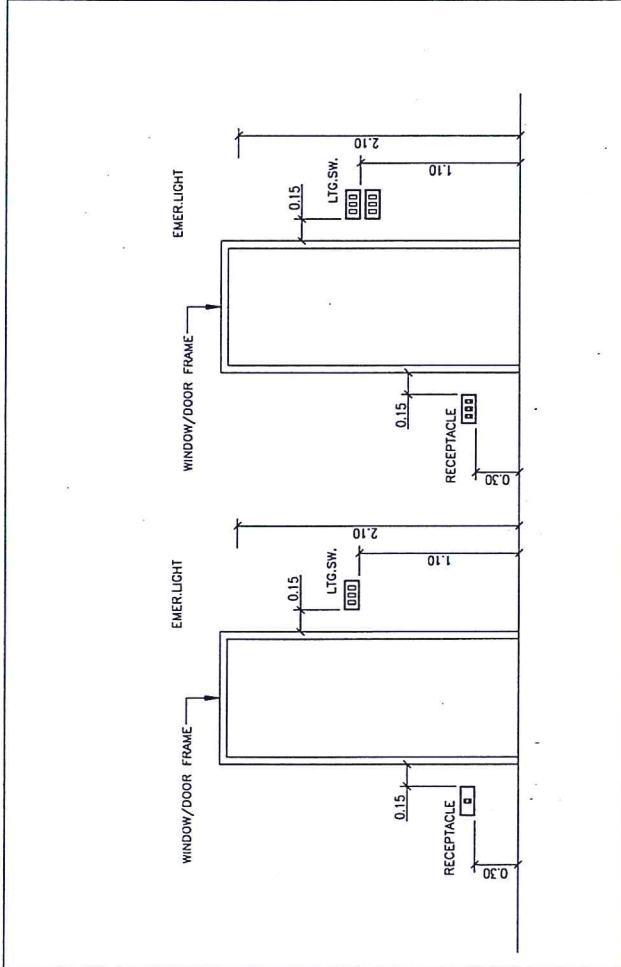 EMER.LIGHT
WINDOW/DOOR FRAME
0.15
LTG.SW.
2.10
1.10
0.15
RECEPTACLE
0.30
EMER.LIGHT
WINDOW/DOOR FRAME
0.15
LTG.SW.
2.10
1.10
0.15
RECEPTACLE
0.30